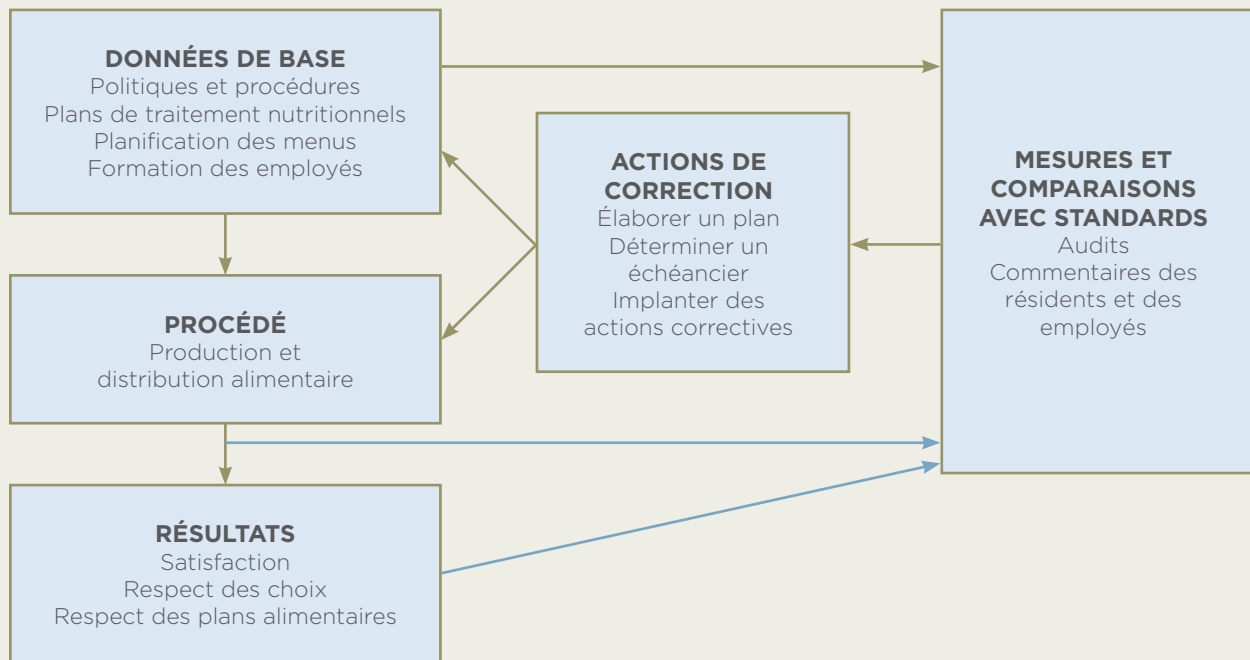 DONNÉES DE BASE
Politiques et procédures
Plans de traitement nutritionnels
Planification des menus
Formation des employés
PROCÉDÉ
Production et
distribution alimentaire
RÉSULTATS
Satisfaction
Respect des choix
Respect des plans alimentaires
ACTIONS DE
CORRECTION
Élaborer un plan
Déterminer un
échéancier
Implanter des
actions correctives
MESURES ET
COMPARAISONS
AVEC STANDARDS
Audits
Commentaires des
résidents et des
employés